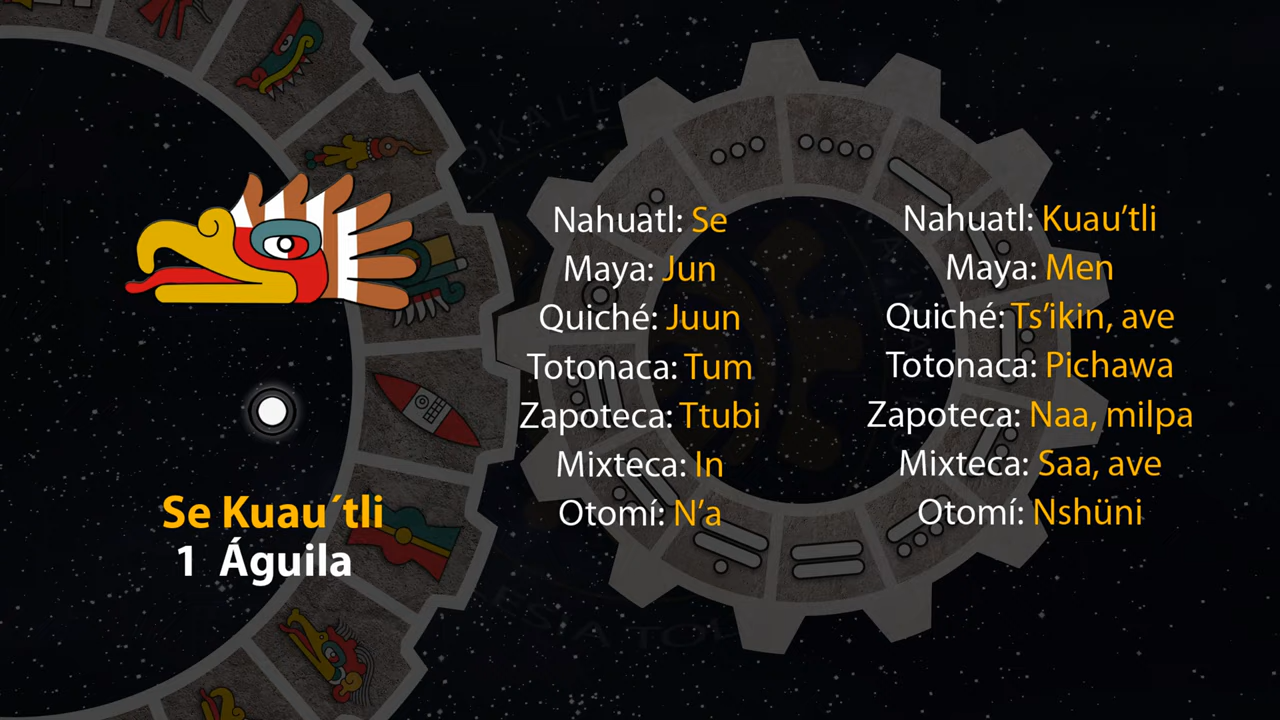 Nahuatl: Se
Maya: Jun
Quiché: Juun
Totonaca: Tum
Zapoteca: Ttubi
Mixteca: In
Otomí: N’a
Nahuatl: Kuau’tli
Maya: Men
Quiché: Ts’ikin, ave
Totonaca: Pichawa
Zapoteca: Naa, milpa
Mixteca: Saa, ave
Otomí: Nshüni
Se Kuau´tli
1 Águila